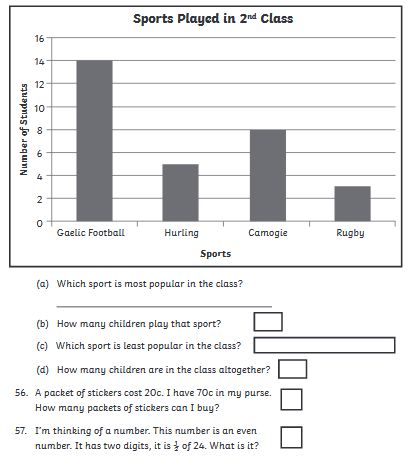 Sports Played in 2nd Class
Number of Students
16
14
12
10
8
6
4
2
0
Gaelic Football Hurling Camogie Rugby
Sports
(a) Which sport is most popular in the class?
(b) How many children play that sport?
(c) Which sport is least popular in the class?
(d) How many children are in the class altogether?
56. A packet of stickers cost 20c. I have 70c in my purse.
How many packets of stickers can I buy?
57. I'm thinking of a number. This number is an even
number. It has two digits, it is ½ of 24. What is it?